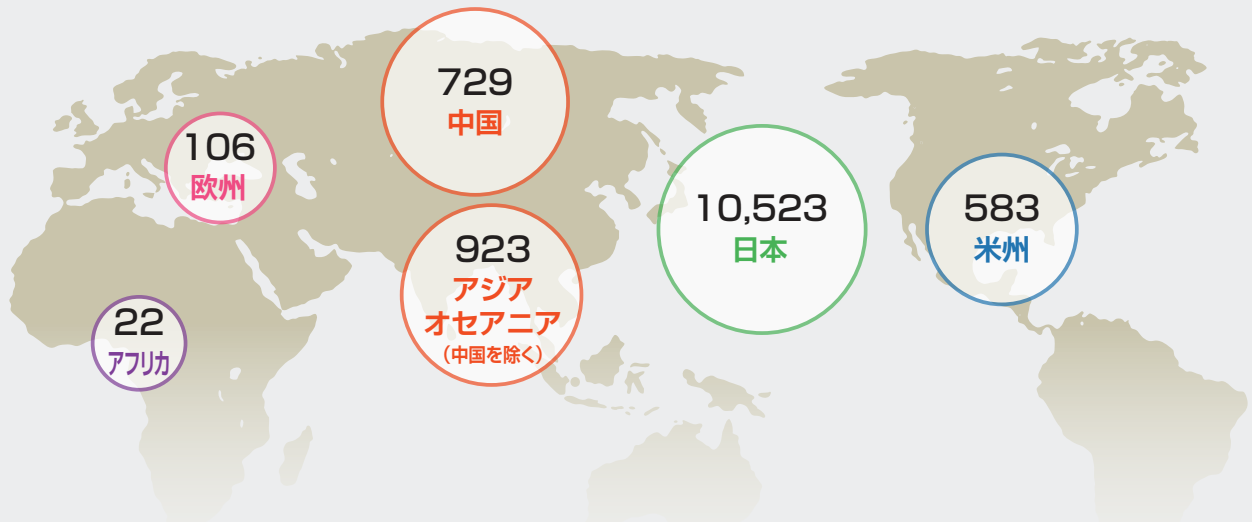 729
中国
106
欧州
10,523
日本
583
米州
923
アジア
オセアニア
（中国を除く）
22
アフリカ